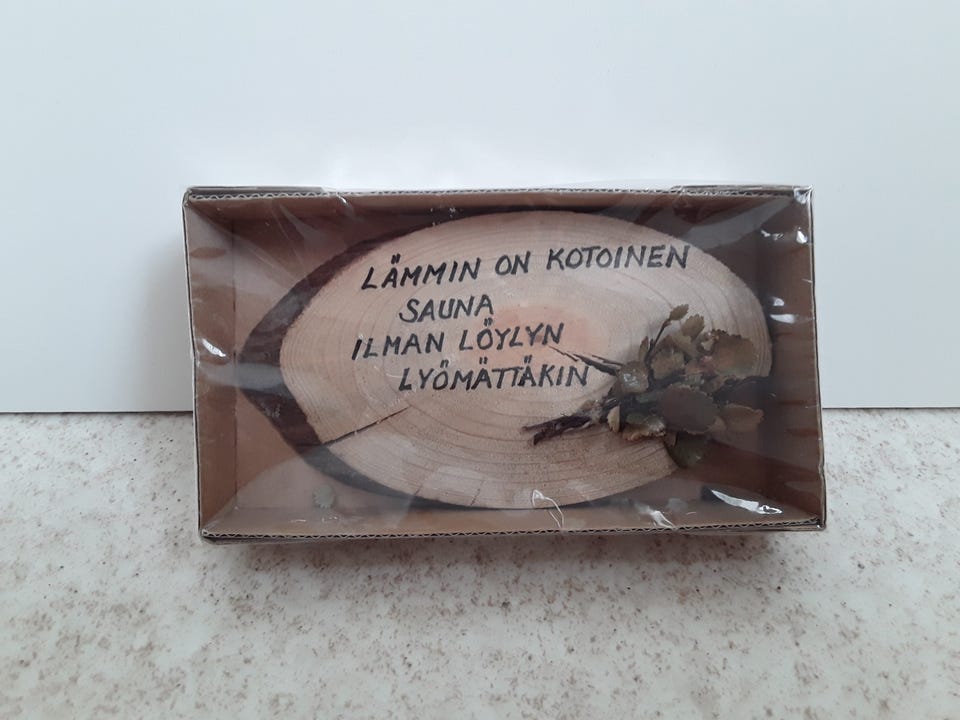 LÄMMIN ON KOTOINEN
SAUNA
ILMAN LÖYLYN
LYÖMÄTTÄKIN